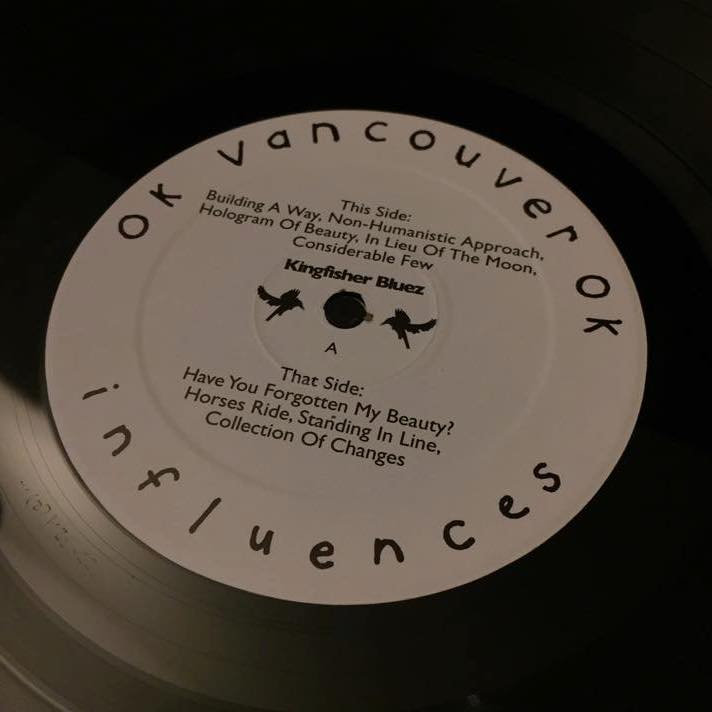 OK Vancouver OK
This Side:
Building A Way, Non-Humanistic Approach,
Hologram Of Beauty, In Lieu Of The Moon,
Considerable Few
Kingfisher Bluez
A
That Side:
Have You Forgotten My Beauty?
Horses Ride, Standing In Line,
Collection Of Changes
influences